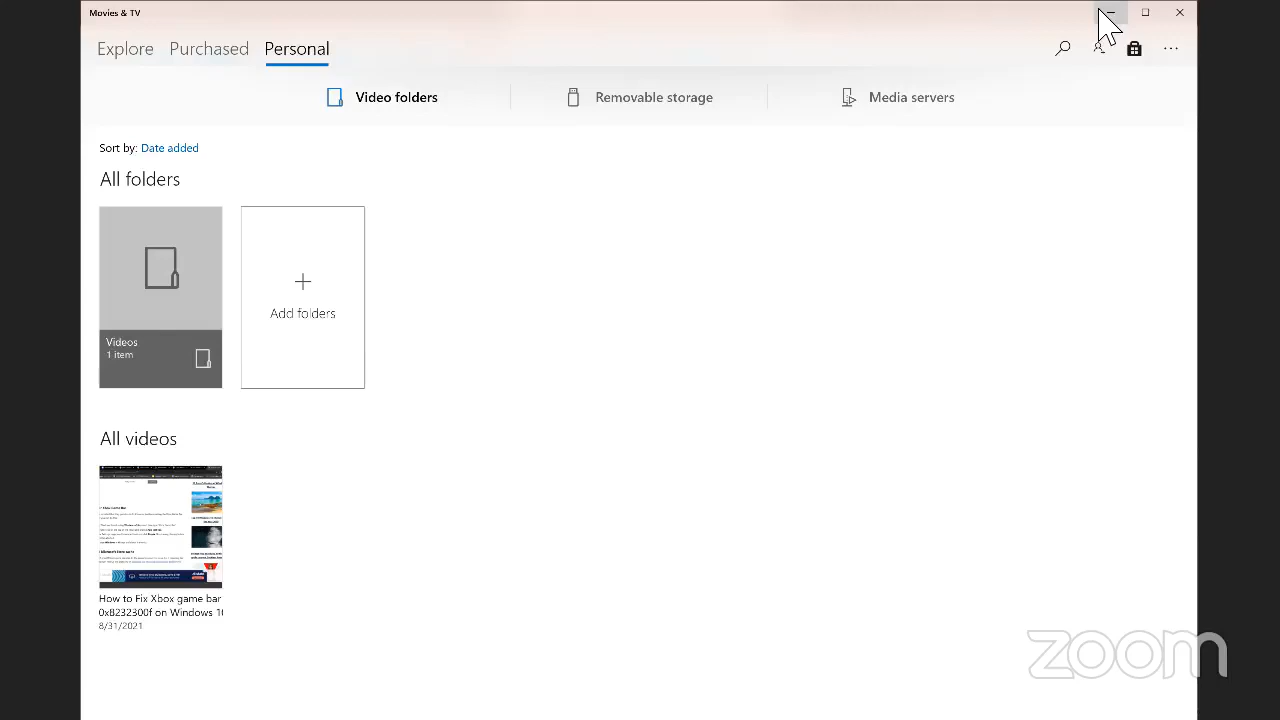 Movies & TV
Explore Purchased Personal
Video folders Removable storage Media servers
Sort by: Date added
All folders
Videos
1 item
Add folders
All videos
How to Fix Xbox game bar
0x8232300f on Windows 10
8/31/2021
zoom